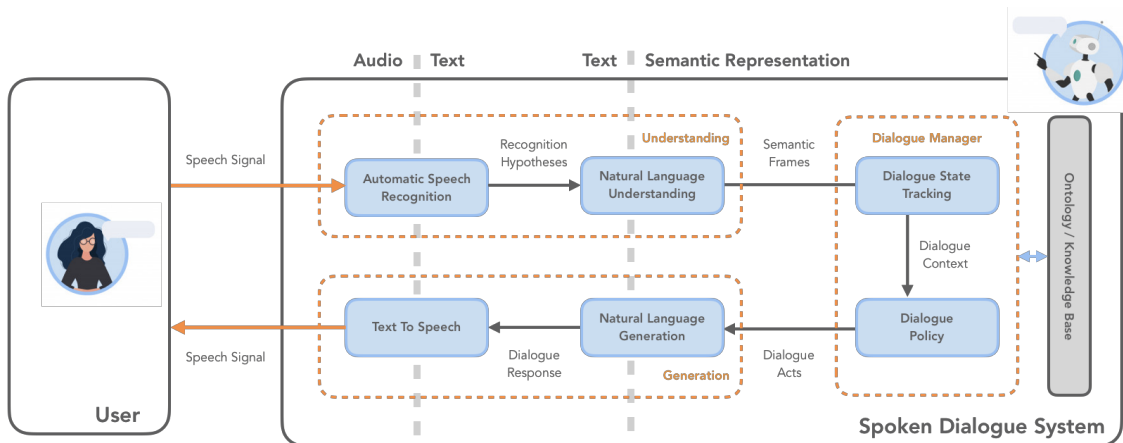 Audio
Text
Text
Semantic Representation
Understanding
Dialogue Manager
Speech Signal
Recognition
Hypotheses
Semantic
Frames
Automatic Speech
Recognition
Natural Language
Understanding
Dialogue State
Tracking
Ontology / Knowledge Base
Dialogue
Context
Text To Speech
Natural Language
Generation
Dialogue
Policy
Speech Signal
Dialogue
Response
Dialogue
Acts
Generation
User
Spoken Dialogue System